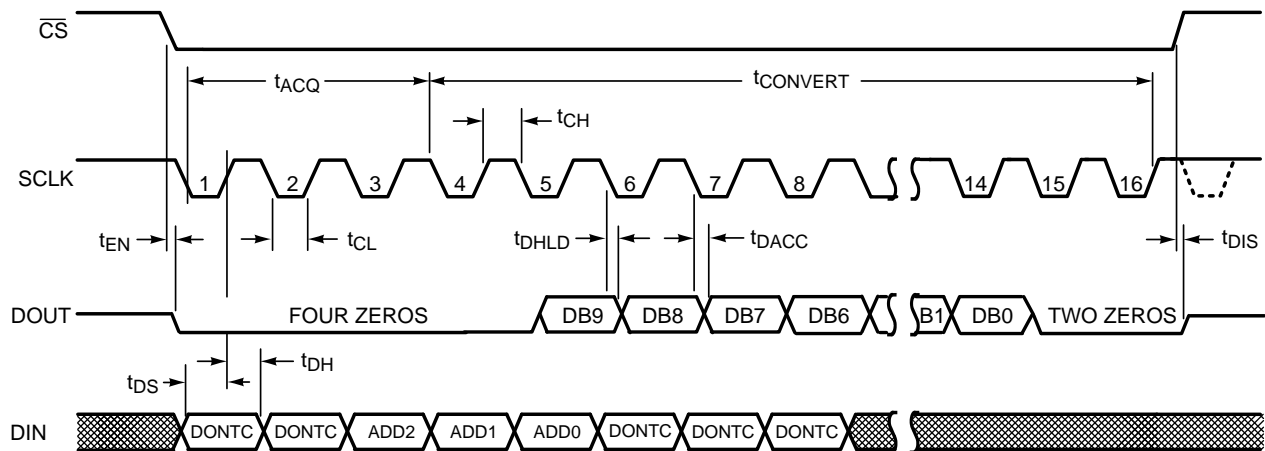 CS
tACQ
tCONVERT
tCH
SCLK
1 2 3 4 5 6 7 8 14 15 16
tEN
tCL
tDHLD
tDACC
tDIS
DOUT
FOUR ZEROS DB9 DB8 DB7 DB6 B1 DB0 TWO ZEROS
tDS
tDH
DIN
DONTC DONTC ADD2 ADD1 ADD0 DONTC DONTC DONTC